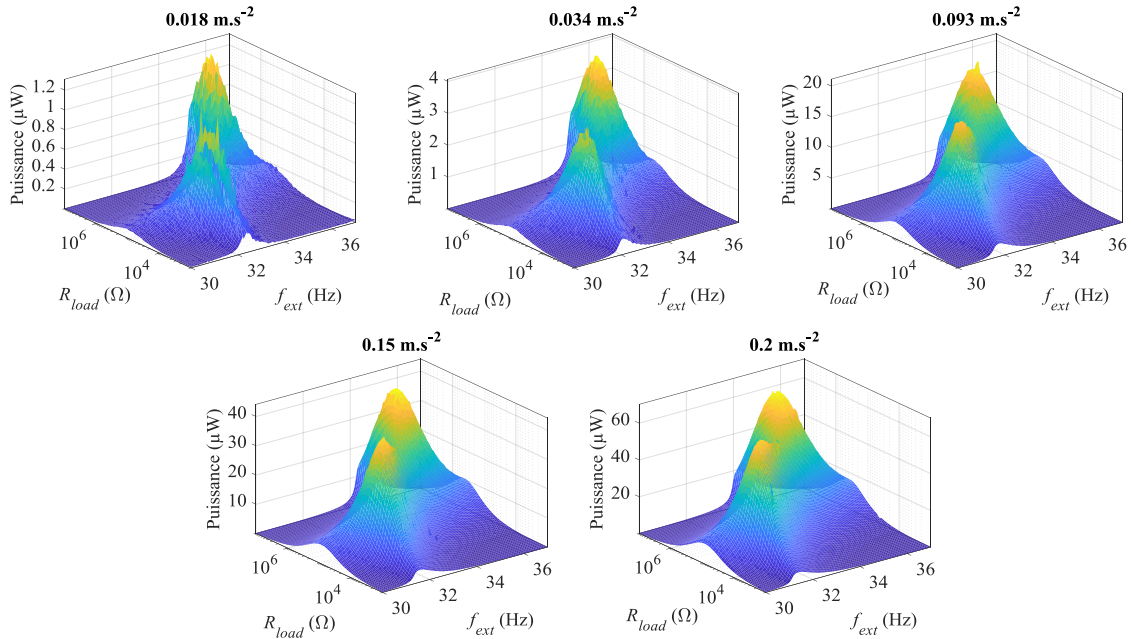 0.018 m.s-2
Puissance (µW)
1.2
1
0.8
0.6
0.4
0.2
10^6
10^4
R_load (Ω)
30
32
34
36
f_ext (Hz)
0.034 m.s-2
Puissance (µW)
4
3
2
1
10^6
10^4
R_load (Ω)
30
32
34
36
f_ext (Hz)
0.093 m.s-2
Puissance (µW)
20
15
10
5
10^6
10^4
R_load (Ω)
30
32
34
36
f_ext (Hz)
0.15 m.s-2
Puissance (µW)
40
30
20
10
10^6
10^4
R_load (Ω)
30
32
34
36
f_ext (Hz)
0.2 m.s-2
Puissance (µW)
60
40
20
10^6
10^4
R_load (Ω)
30
32
34
36
f_ext (Hz)